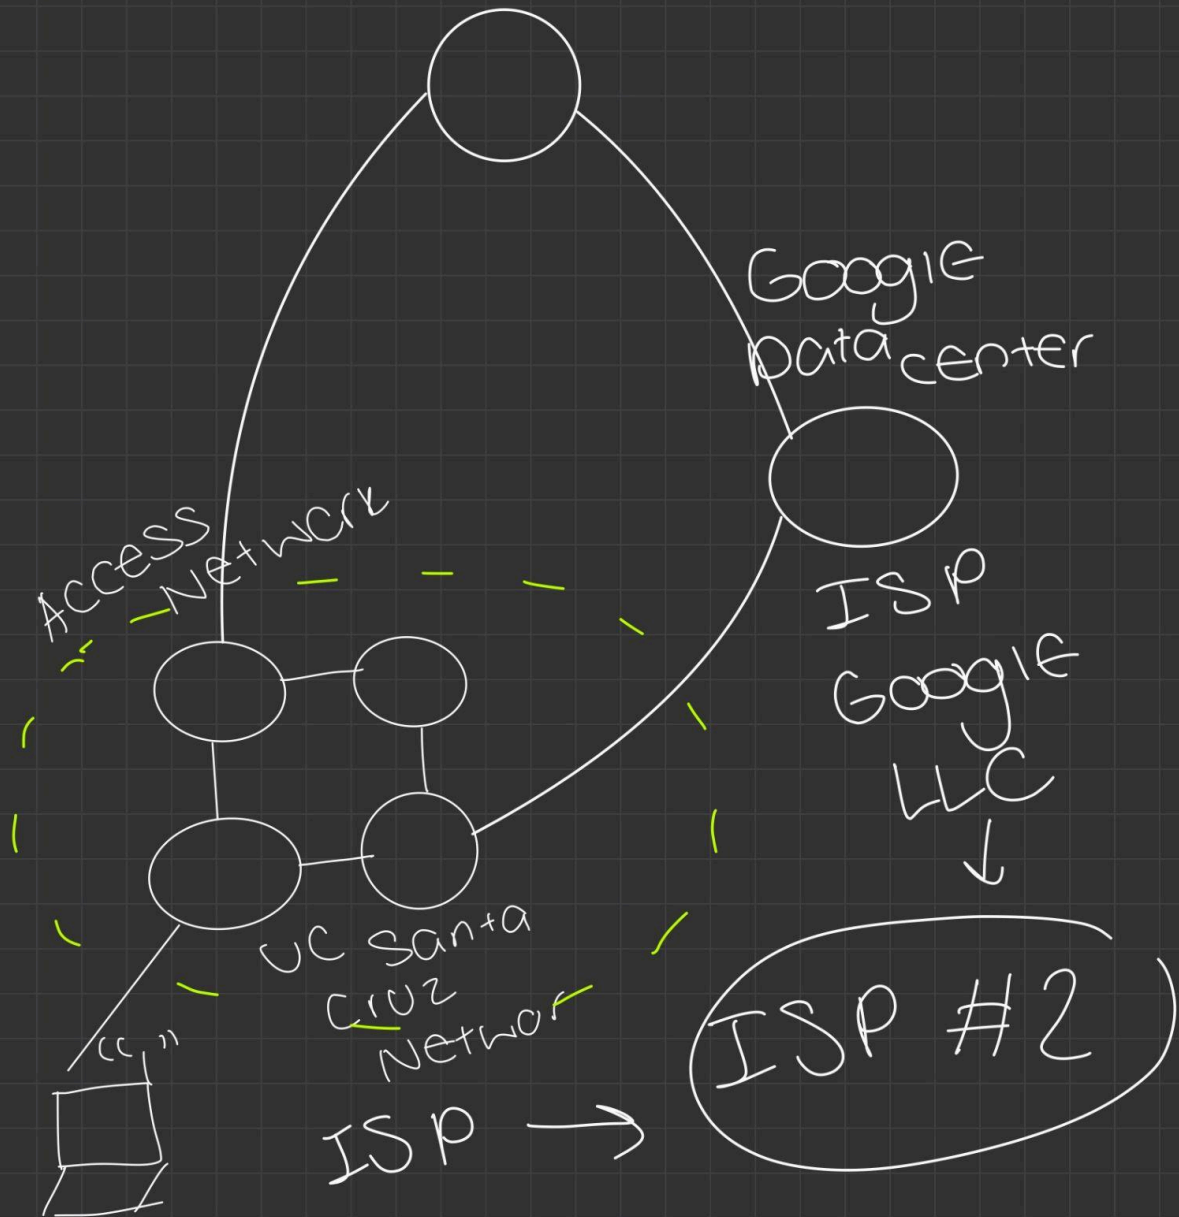 Google
Data center
Access
Network
ISP
Google
LLC
UC Santa
Cruz
Networ
ISP
ISP #2